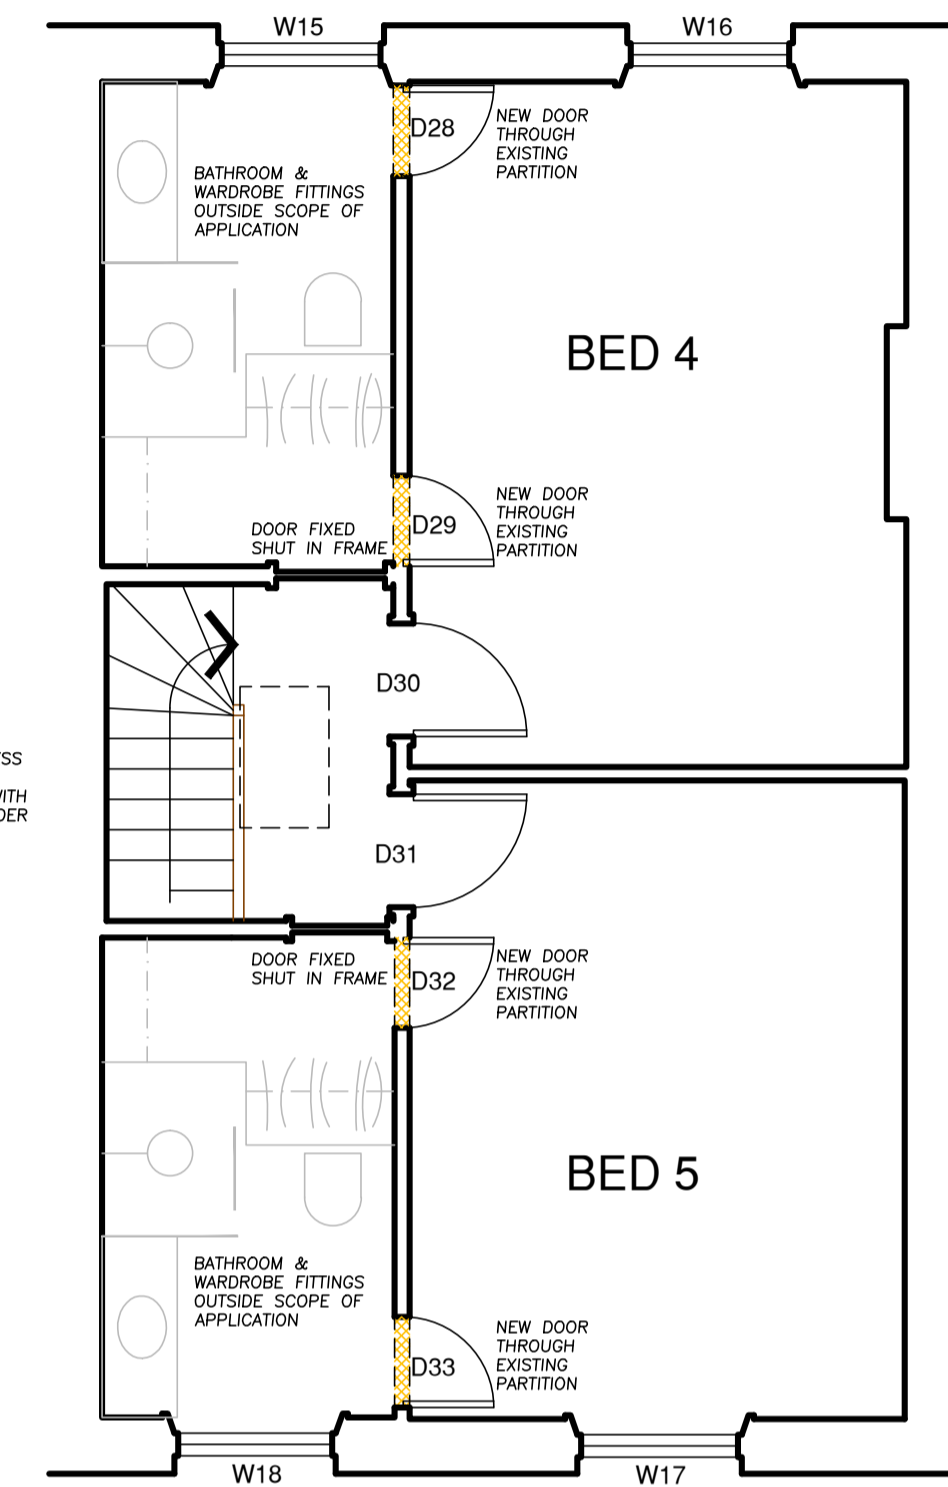 W15
W16
D28
NEW DOOR
THROUGH
EXISTING
PARTITION
BATHROOM &
WARDROBE FITTINGS
OUTSIDE SCOPE OF
APPLICATION
BED 4
D29
NEW DOOR
THROUGH
EXISTING
PARTITION
DOOR FIXED
SHUT IN FRAME
D30
D31
DOOR FIXED
SHUT IN FRAME
D32
NEW DOOR
THROUGH
EXISTING
PARTITION
BED 5
BATHROOM &
WARDROBE FITTINGS
OUTSIDE SCOPE OF
APPLICATION
D33
NEW DOOR
THROUGH
EXISTING
PARTITION
W18
W17